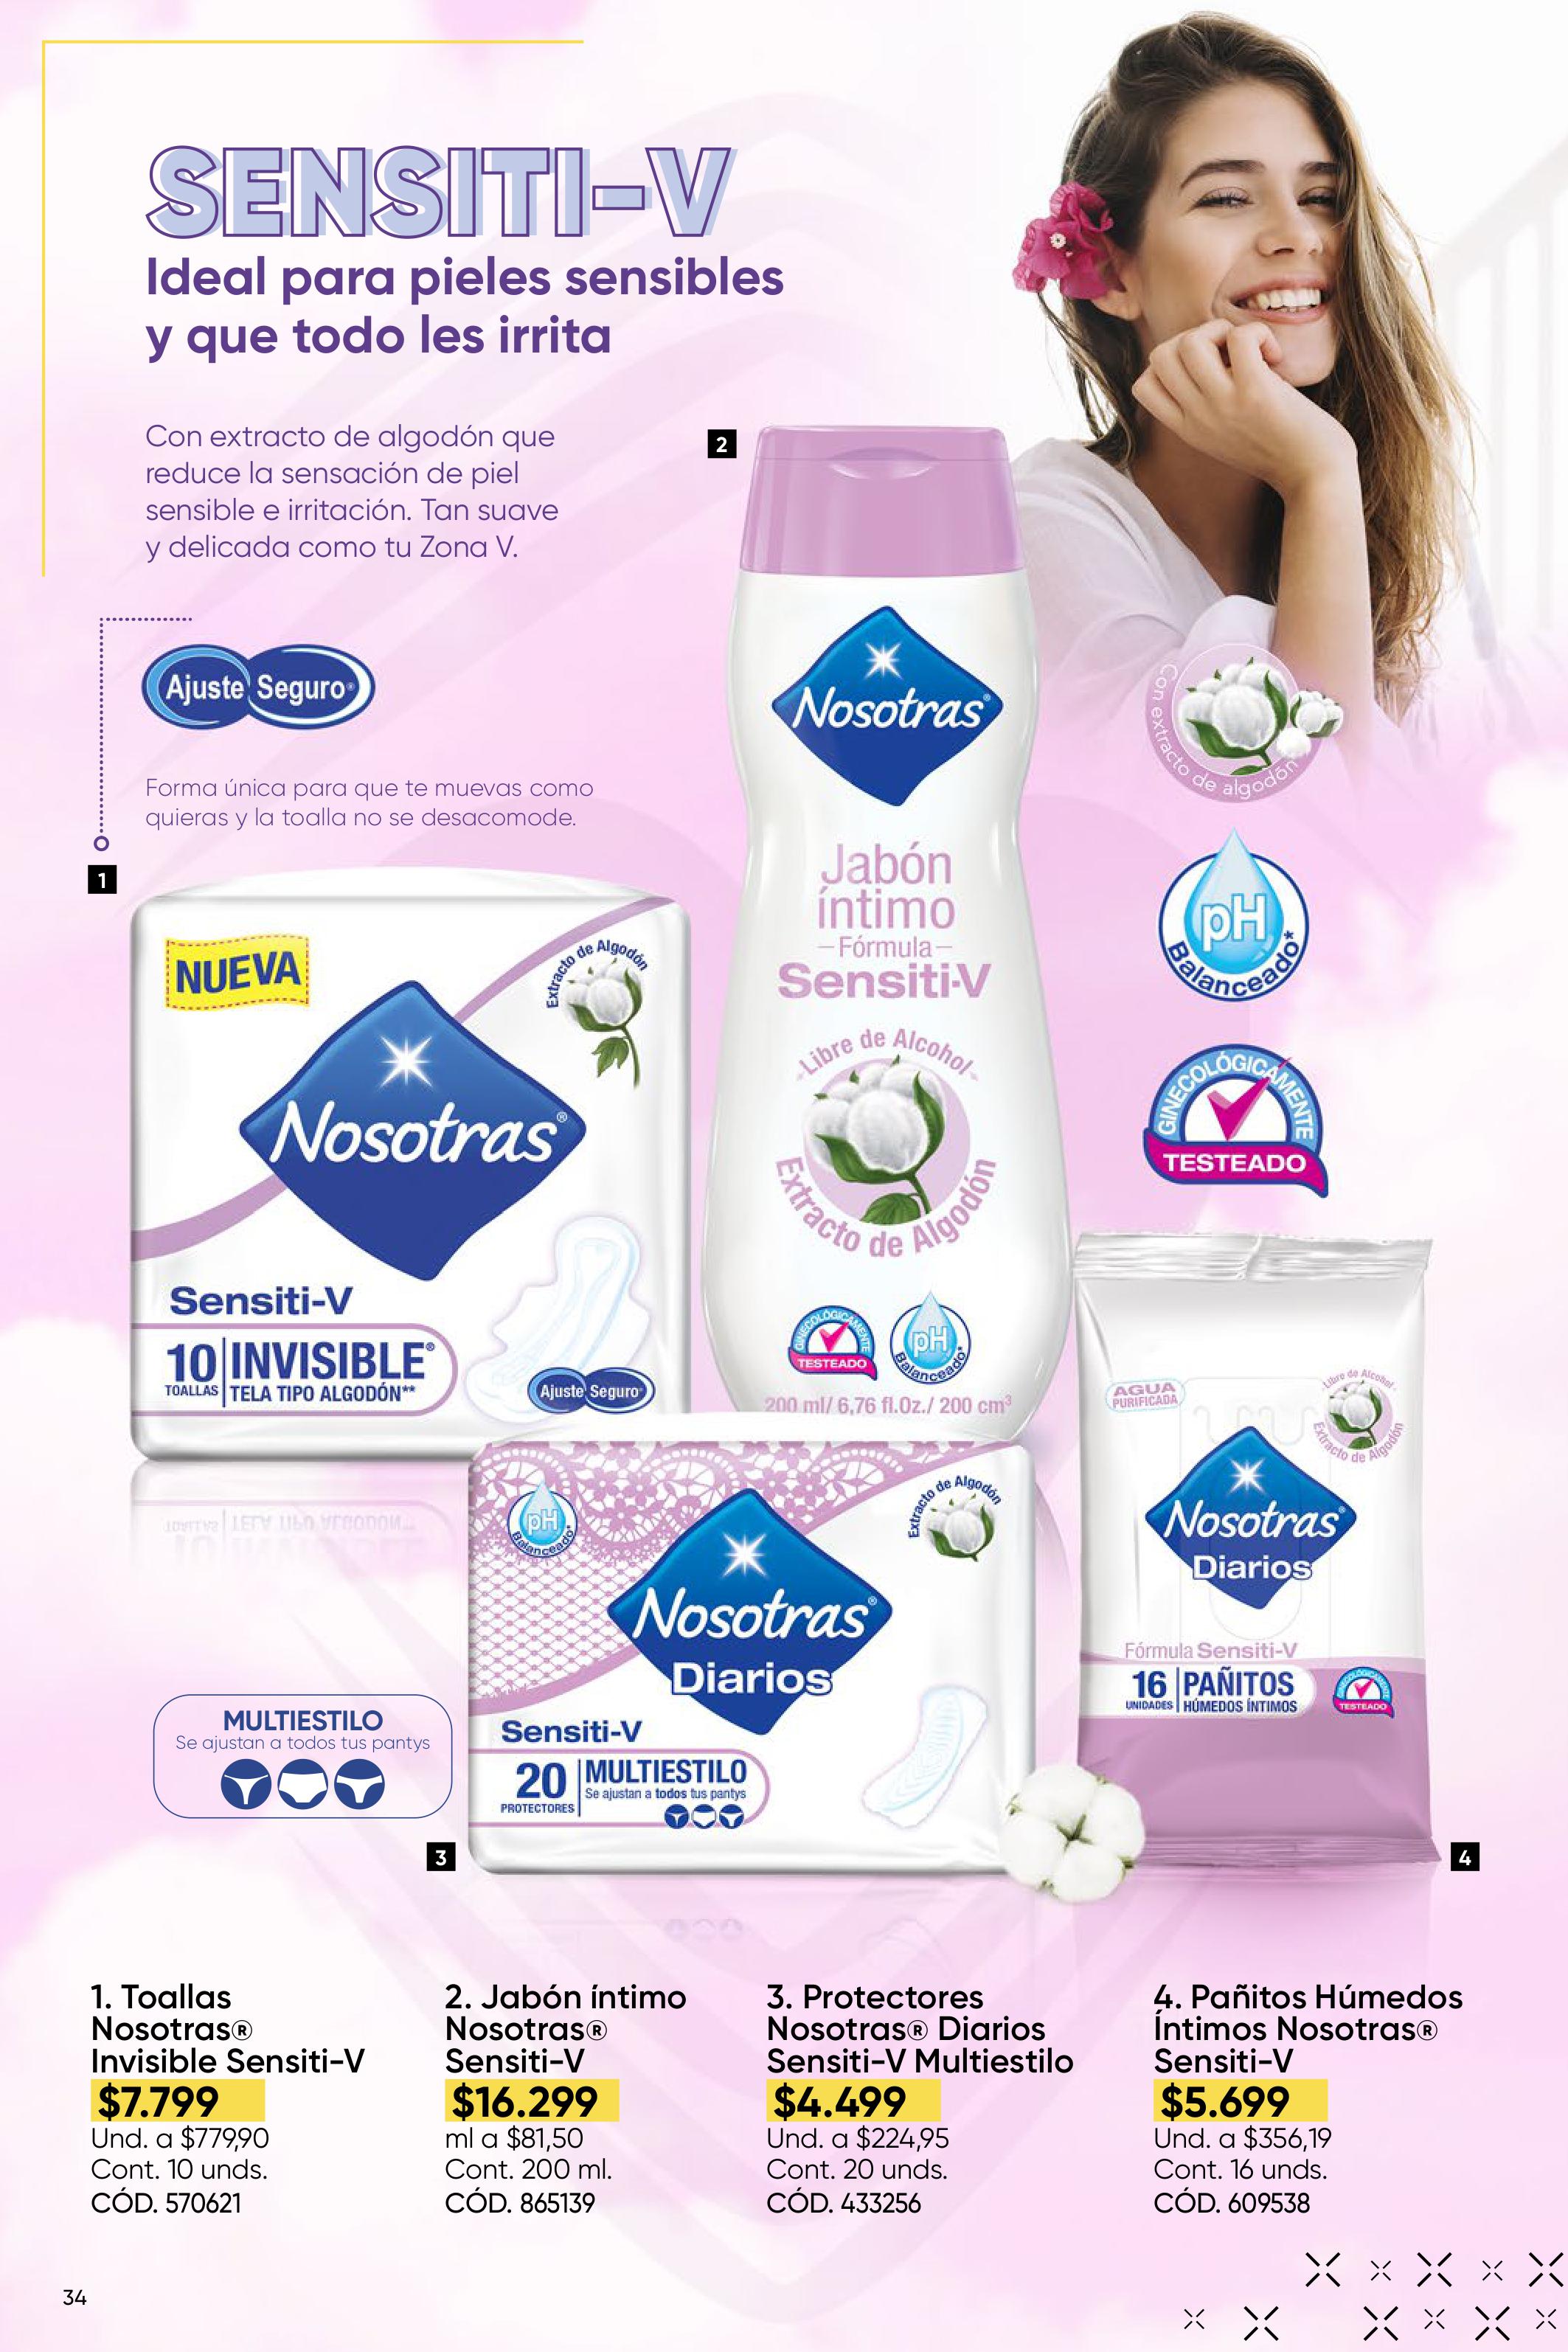 SENSITI-V
Ideal para pieles sensibles
y que todo les irrita
Con extracto de algodón que
reduce la sensación de piel
sensible e irritación. Tan suave
y delicada como tu Zona V.
Ajuste Seguro®
Forma única para que te muevas como
quieras y la toalla no se desacomode.
1
NUEVA
Extracto de Algodón
Nosotras®
Sensiti-V
10 INVISIBLE®
TOALLAS TELA TIPO ALGODÓN**
Ajuste Seguro®
2
Nosotras®
Jabón
íntimo
Fórmula
Sensiti-V
-Libre de Alcohol-
Extracto de Algodón
GINECOLÓGICAMENTE
TESTEADO
pH
Balanceado*
200 ml/ 6,76 fl.Oz./ 200 cm³
Con extracto de algodón
pH
Balanceado*
GINECOLÓGICAMENTE
TESTEADO
MULTIESTILO
Se ajustan a todos tus pantys
3
pH
Balanceado*
Extracto de Algodón
Nosotras®
Diarios
Sensiti-V
20 MULTIESTILO
PROTECTORES Se ajustan a todos tus pantys
AGUA
PURIFICADA
-Libre de Alcohol-
Extracto de Algodón
Nosotras®
Diarios
Fórmula Sensiti-V
16 PAÑITOS
UNIDADES HÚMEDOS ÍNTIMOS
GINECOLÓGICAMENTE
TESTEADO
4
1. Toallas
Nosotras®
Invisible Sensiti-V
$7.799
Und. a $779,90
Cont. 10 unds.
CÓD. 570621
2. Jabón íntimo
Nosotras®
Sensiti-V
$16.299
ml a $81,50
Cont. 200 ml.
CÓD. 865139
3. Protectores
Nosotras® Diarios
Sensiti-V Multiestilo
$4.499
Und. a $224,95
Cont. 20 unds.
CÓD. 433256
4. Pañitos Húmedos
Íntimos Nosotras®
Sensiti-V
$5.699
Und. a $356,19
Cont. 16 unds.
CÓD. 609538
34